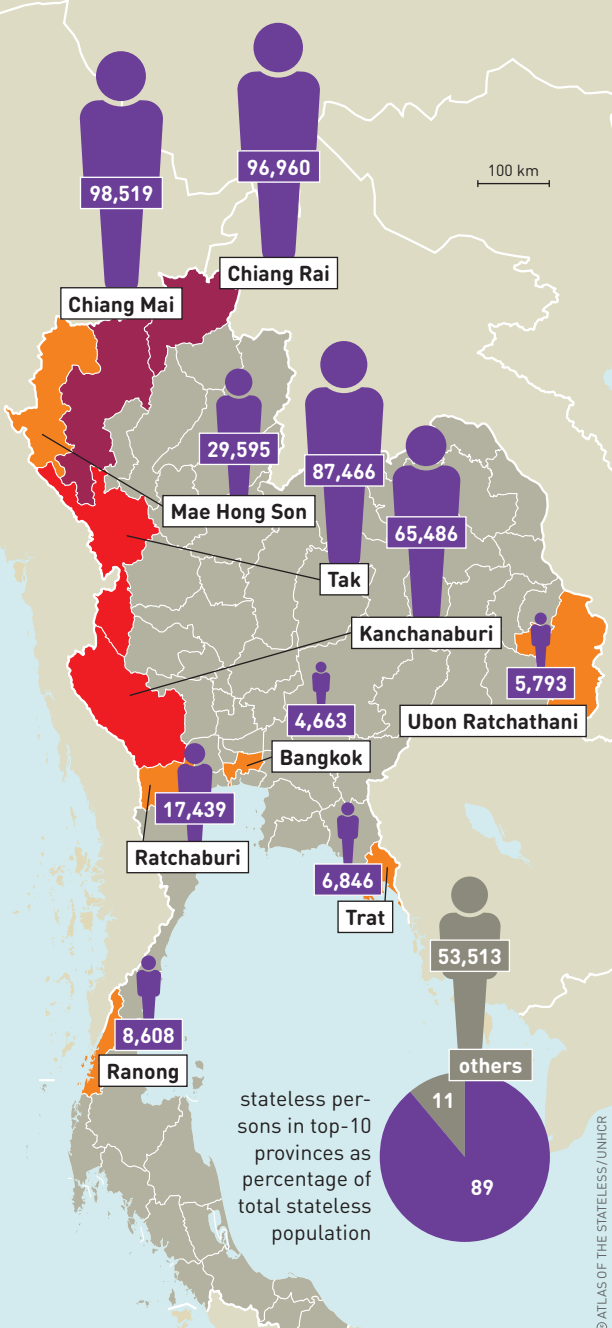 96,960
100 km
98,519
Chiang Rai
Chiang Mai
29,595
87,466
Mae Hong Son
65,486
Tak
Kanchanaburi
5,793
4,663
Ubon Ratchathani
Bangkok
17,439
Ratchaburi
6,846
Trat
53,513
8,608
Ranong
others
stateless per-
sons in top-10
provinces as
percentage of
total stateless
population
11
89
© ATLAS OF THE STATELESS/UNHCR